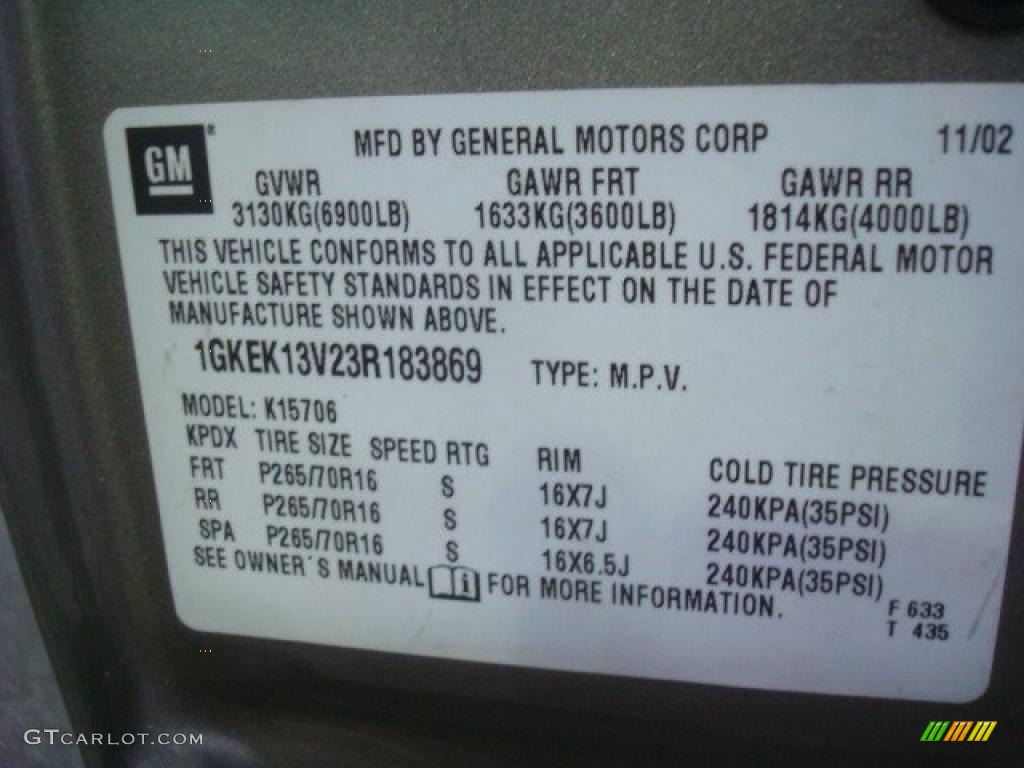 GM®
MFD BY GENERAL MOTORS CORP 11/02
GVWR GAWR FRT GAWR RR
3130KG(6900LB) 1633KG(3600LB) 1814KG(4000LB)
THIS VEHICLE CONFORMS TO ALL APPLICABLE U.S. FEDERAL MOTOR
VEHICLE SAFETY STANDARDS IN EFFECT ON THE DATE OF
MANUFACTURE SHOWN ABOVE.
1GKEK13V23R183869 TYPE: M.P.V.
MODEL: K15706
KPDX TIRE SIZE SPEED RTG RIM COLD TIRE PRESSURE
FRT P265/70R16 S 16X7J 240KPA(35PSI)
RR P265/70R16 S 16X7J 240KPA(35PSI)
SPA P265/70R16 S 16X6.5J 240KPA(35PSI)
SEE OWNER´S MANUAL i FOR MORE INFORMATION.
F 633
T 435
GTCARLOT.COM